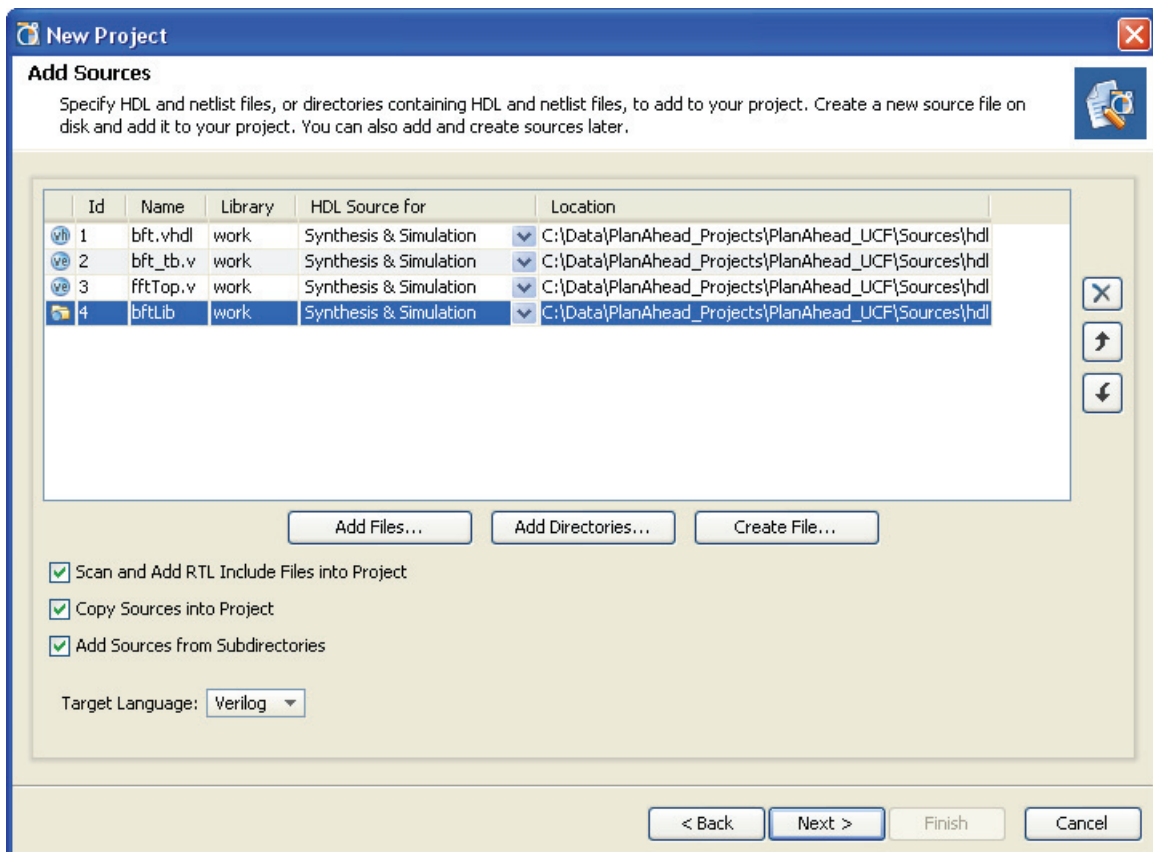 New Project
Add Sources
Specify HDL and netlist files, or directories containing HDL and netlist files, to add to your project. Create a new source file on
disk and add it to your project. You can also add and create sources later.
Id Name Library HDL Source for Location
vh 1 bft.vhdl work Synthesis & Simulation C:\Data\PlanAhead_Projects\PlanAhead_UCF\Sources\hdl
ve 2 bft_tb.v work Synthesis & Simulation C:\Data\PlanAhead_Projects\PlanAhead_UCF\Sources\hdl
ve 3 fftTop.v work Synthesis & Simulation C:\Data\PlanAhead_Projects\PlanAhead_UCF\Sources\hdl
4 bftLib work Synthesis & Simulation C:\Data\PlanAhead_Projects\PlanAhead_UCF\Sources\hdl
Add Files... Add Directories... Create File...
Scan and Add RTL Include Files into Project
Copy Sources into Project
Add Sources from Subdirectories
Target Language: Verilog
< Back Next > Finish Cancel